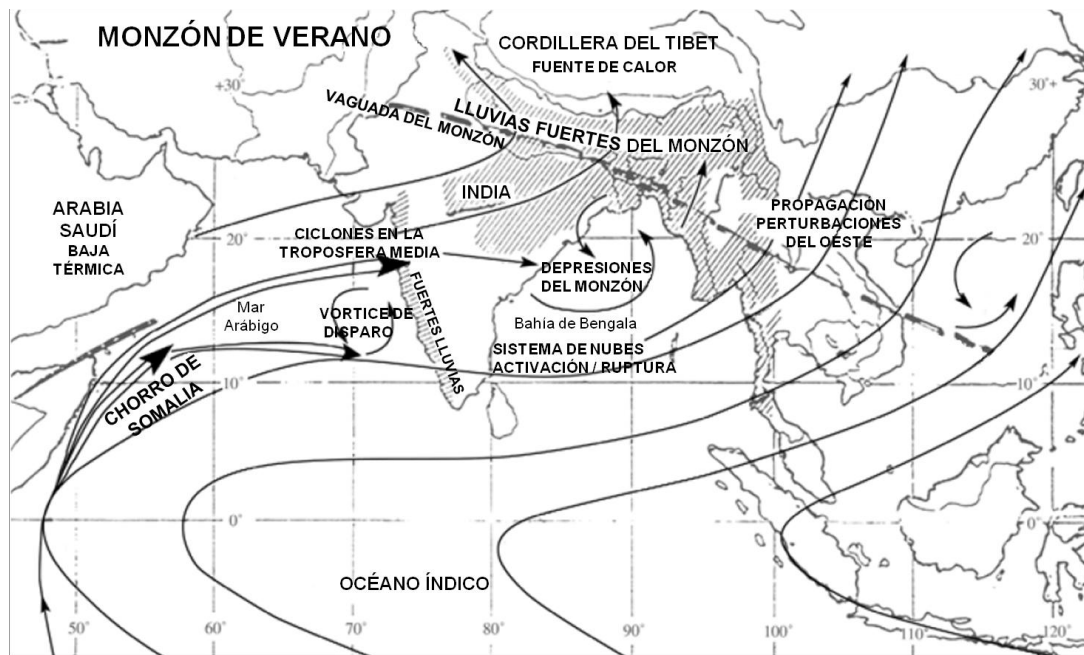 MONZÓN DE VERANO
CORDILLERA DEL TIBET
FUENTE DE CALOR
+30
30°+
VAGUADA DEL MONZÓN
LLUVIAS FUERTES DEL MONZÓN
INDIA
ARABIA
SAUDÍ
BAJA
TÉRMICA
20°
20°
CICLONES EN LA
TROPOSFERA MEDIA
PROPAGACIÓN
PERTURBACIONES
DEL OESTE
DEPRESIONES
DEL MONZÓN
Mar
Arábigo
VÓRTICE DE
DISPARO
FUERTES LLUVIAS
Bahía de Bengala
SISTEMA DE NUBES
ACTIVACIÓN / RUPTURA
CHORRO DE
SOMALIA
10°
10°
0°
0°
OCÉANO ÍNDICO
50°
60°
70°
80°
90°
100°
110°
120°